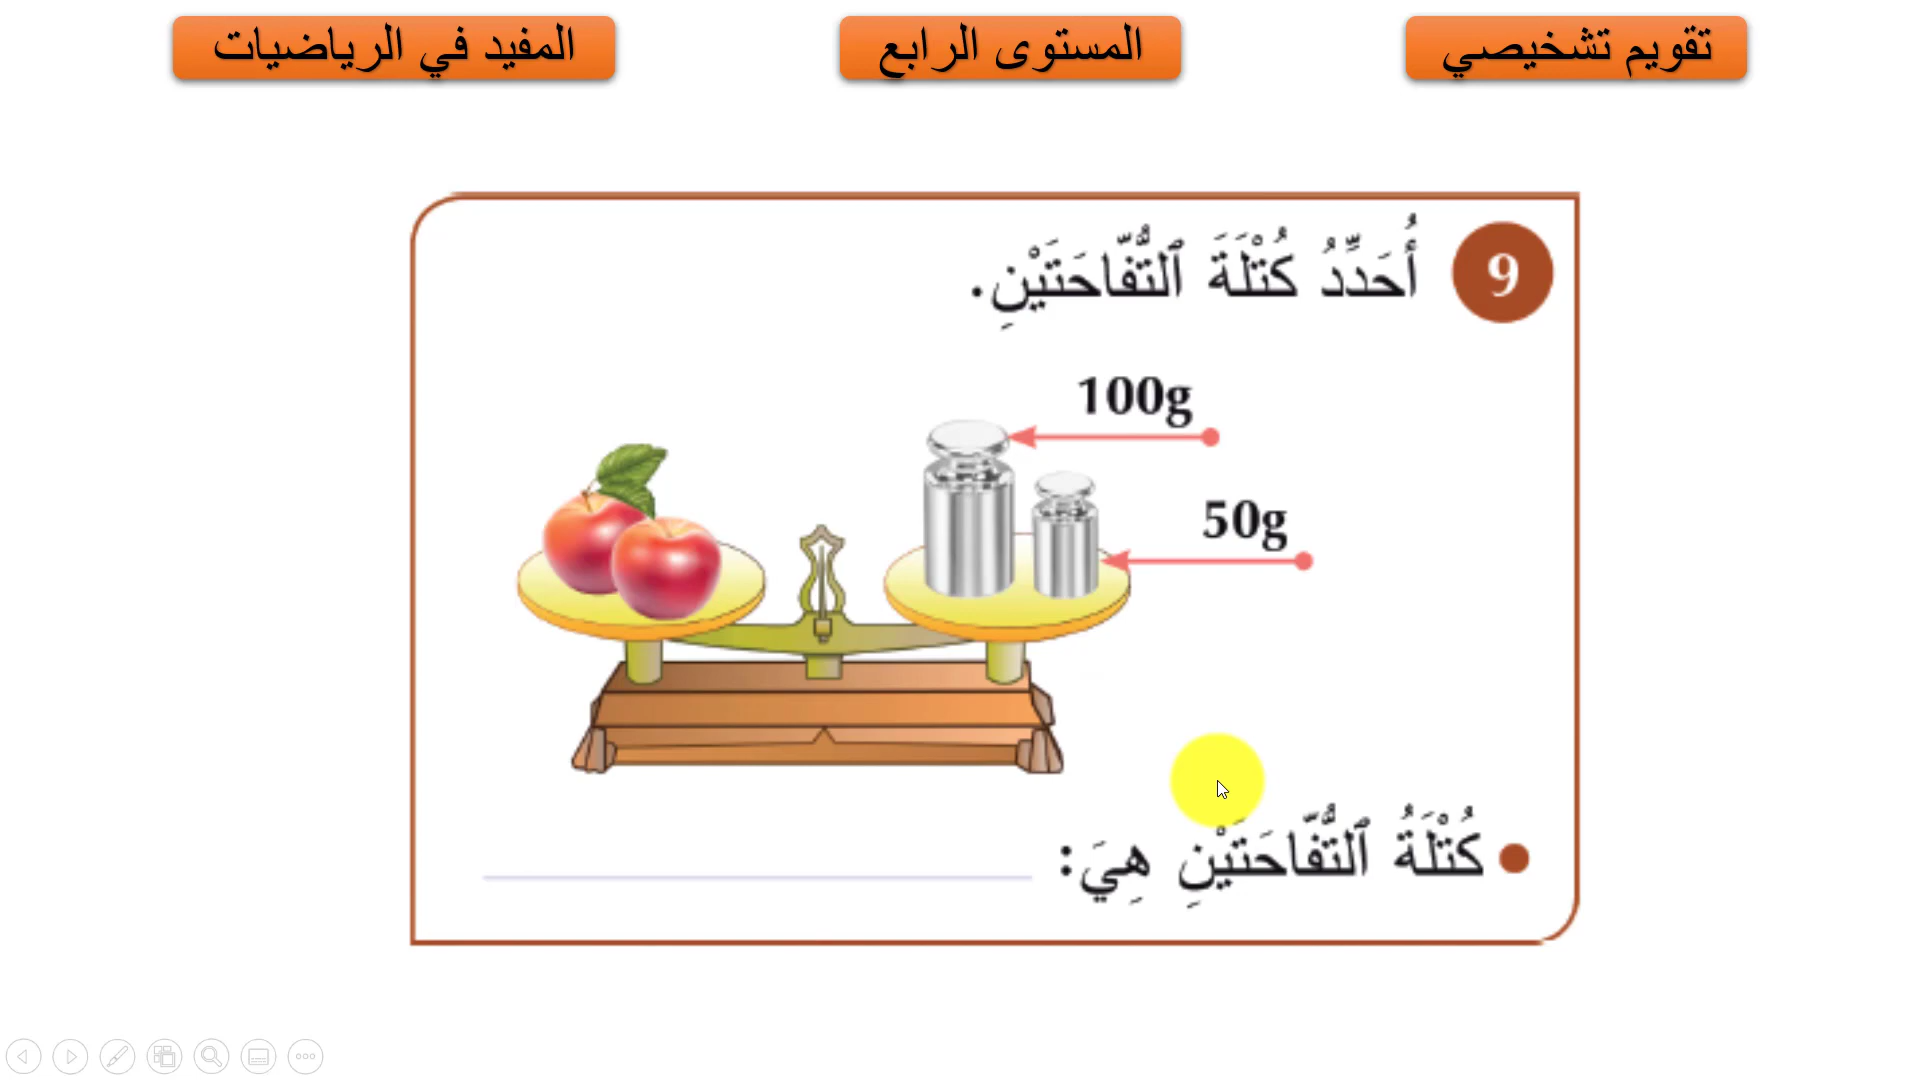 تقويم تشخيصي
المستوى الرابع
المفيد في الرياضيات
9
أُحَدِّدُ كُتْلَةَ ٱلتُّفّاحَتَيْنِ.
100g
50g
كُتْلَةُ ٱلتُّفّاحَتَيْنِ هِيَ: